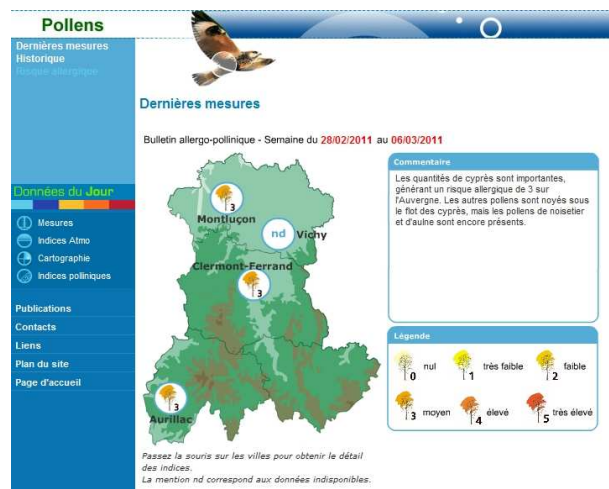 Pollens
Dernières mesures
Historique
Risque allergique
Données du Jour
Mesures
Indices Atmo
Cartographie
Indices polliniques
Publications
Contacts
Liens
Plan du site
Page d'accueil
Dernières mesures
Bulletin allergo-pollinique - Semaine du 28/02/2011 au 06/03/2011
3
Montluçon
nd Vichy
Clermont-Ferrand
3
3
Aurillac
Passez la souris sur les villes pour obtenir le détail
des indices.
La mention nd correspond aux données indisponibles.
Commentaire
Les quantités de cyprès sont importantes,
générant un risque allergique de 3 sur
l'Auvergne. Les autres pollens sont noyés sous
le flot des cyprès, mais les pollens de noisetier
et d'aulne sont encore présents.
Légende
0 nul 1 très faible 2 faible
3 moyen 4 élevé 5 très élevé